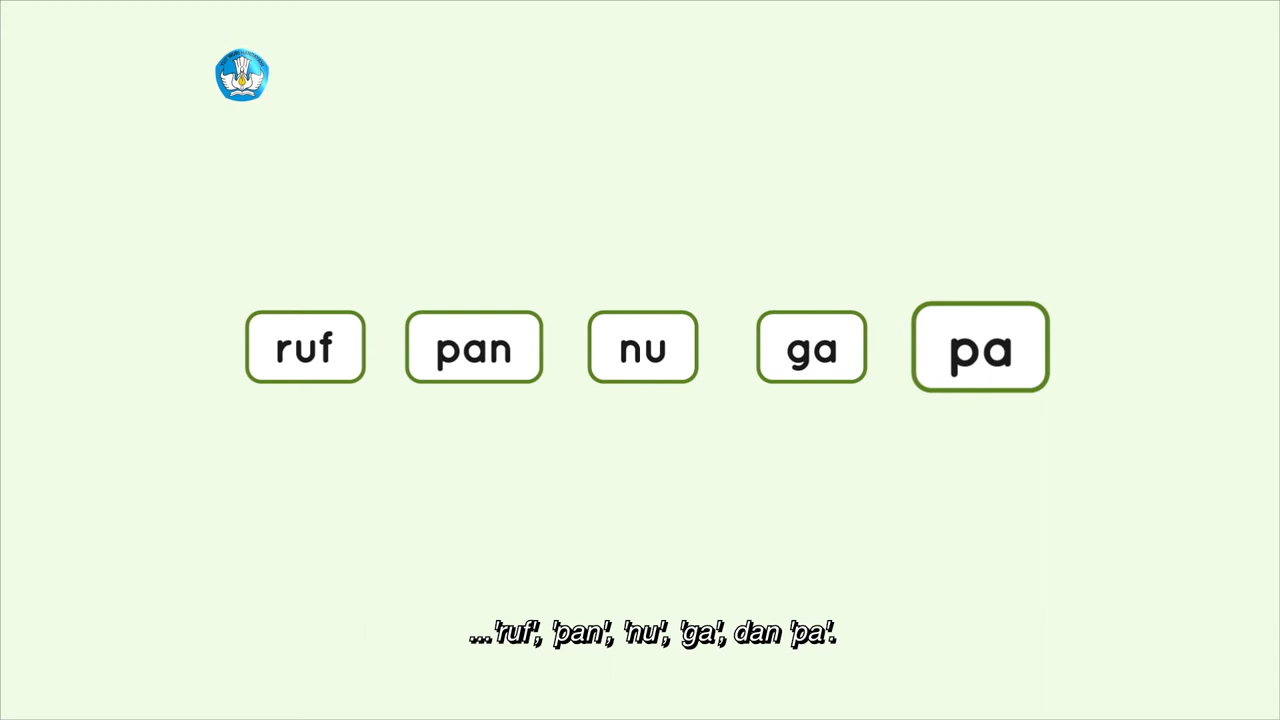 ruf pan nu ga pa
...'ruf', 'pan', 'nu', 'ga', dan 'pa'.